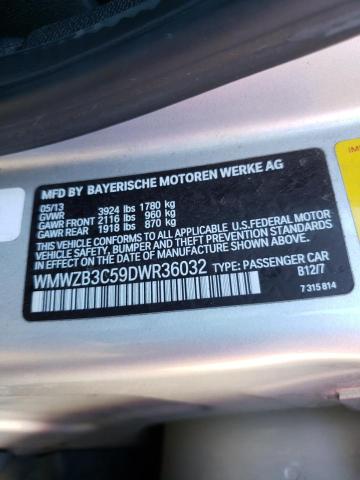 MFD BY BAYERISCHE MOTOREN WERKE AG
05/13
GVWR 3924 lbs 1780 kg
GAWR FRONT 2116 lbs 960 kg
GAWR REAR 1918 lbs 870 kg
THIS VEHICLE CONFORMS TO ALL APPLICABLE U.S.FEDERAL MOTOR
VEHICLE SAFETY, BUMPER AND THEFT PREVENTION STANDARDS
IN EFFECT ON THE DATE OF MANUFACTURE SHOWN ABOVE.
WMWZB3C59DWR36032 TYPE: PASSENGER CAR
B12/7
7 315 814